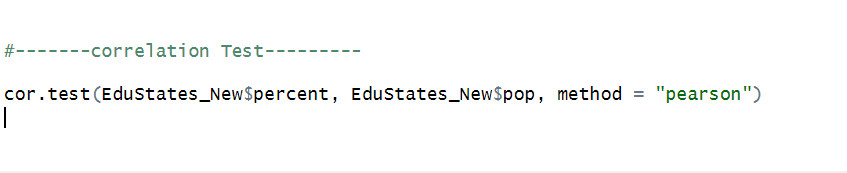 #-------correlation Test---------
cor.test(EduStates_New$percent, EduStates_New$pop, method = "pearson")